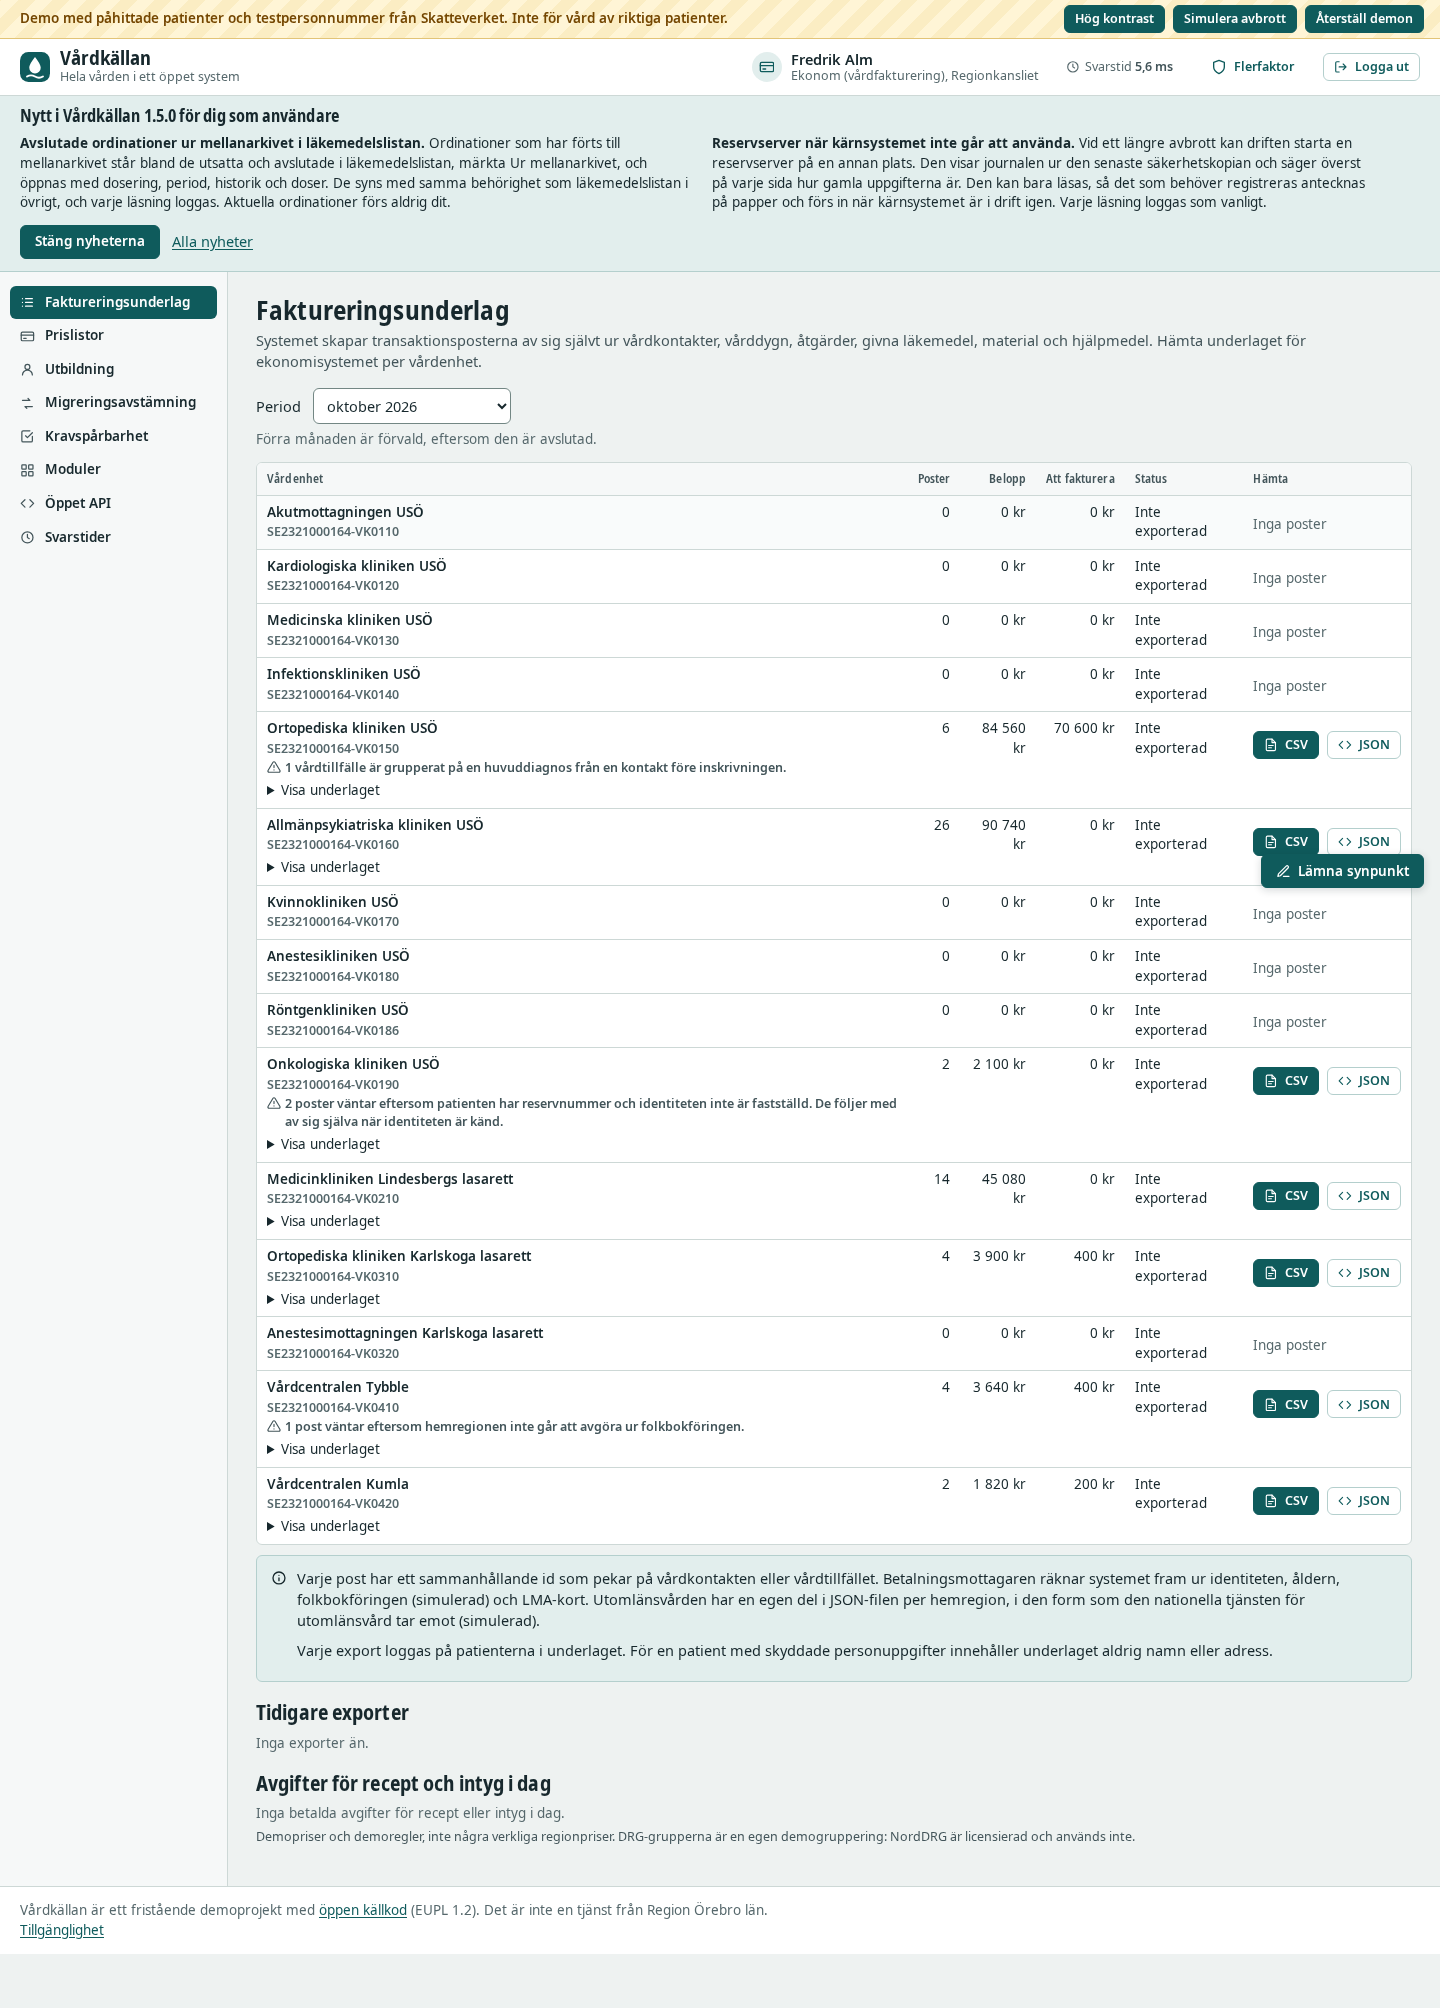 Demo med påhittade patienter och testpersonnummer från Skatteverket. Inte för vård av riktiga patienter.
Hög kontrast
Simulera avbrott
Återställ demon
Vårdkällan
Hela vården i ett öppet system
Fredrik Alm
Ekonom (vårdfakturering), Regionkansliet
Svarstid 5,6 ms
Flerfaktor
Logga ut
Nytt i Vårdkällan 1.5.0 för dig som användare
Avslutade ordinationer ur mellanarkivet i läkemedelslistan. Ordinationer som har förts till
mellanarkivet står bland de utsatta och avslutade i läkemedelslistan, märkta Ur mellanarkivet, och
öppnas med dosering, period, historik och doser. De syns med samma behörighet som läkemedelslistan i
övrigt, och varje läsning loggas. Aktuella ordinationer förs aldrig dit.
Reservserver när kärnsystemet inte går att använda. Vid ett längre avbrott kan driften starta en
reservserver på en annan plats. Den visar journalen ur den senaste säkerhetskopian och säger överst
på varje sida hur gamla uppgifterna är. Den kan bara läsas, så det som behöver registreras antecknas
på papper och förs in när kärnsystemet är i drift igen. Varje läsning loggas som vanligt.
Stäng nyheterna
Alla nyheter
Faktureringsunderlag
Prislistor
Utbildning
Migreringsavstämning
Kravspårbarhet
Moduler
Öppet API
Svarstider
Faktureringsunderlag
Systemet skapar transaktionsposterna av sig självt ur vårdkontakter, vårddygn, åtgärder, givna läkemedel, material och hjälpmedel. Hämta underlaget för
ekonomisystemet per vårdenhet.
Period
oktober 2026
Förra månaden är förvald, eftersom den är avslutad.
Vårdenhet Poster Belopp Att fakturera Status Hämta
Akutmottagningen USÖ 0 0 kr 0 kr Inte
SE2321000164-VK0110 exporterad Inga poster
Kardiologiska kliniken USÖ 0 0 kr 0 kr Inte
SE2321000164-VK0120 exporterad Inga poster
Medicinska kliniken USÖ 0 0 kr 0 kr Inte
SE2321000164-VK0130 exporterad Inga poster
Infektionskliniken USÖ 0 0 kr 0 kr Inte
SE2321000164-VK0140 exporterad Inga poster
Ortopediska kliniken USÖ 6 84 560 70 600 kr Inte
SE2321000164-VK0150 kr exporterad CSV JSON
1 vårdtillfälle är grupperat på en huvuddiagnos från en kontakt före inskrivningen.
Visa underlaget
Allmänpsykiatriska kliniken USÖ 26 90 740 0 kr Inte
SE2321000164-VK0160 kr exporterad CSV JSON
Visa underlaget
Lämna synpunkt
Kvinnokliniken USÖ 0 0 kr 0 kr Inte
SE2321000164-VK0170 exporterad Inga poster
Anestesikliniken USÖ 0 0 kr 0 kr Inte
SE2321000164-VK0180 exporterad Inga poster
Röntgenkliniken USÖ 0 0 kr 0 kr Inte
SE2321000164-VK0186 exporterad Inga poster
Onkologiska kliniken USÖ 2 2 100 kr 0 kr Inte
SE2321000164-VK0190 exporterad CSV JSON
2 poster väntar eftersom patienten har reservnummer och identiteten inte är fastställd. De följer med
av sig själva när identiteten är känd.
Visa underlaget
Medicinkliniken Lindesbergs lasarett 14 45 080 0 kr Inte
SE2321000164-VK0210 kr exporterad CSV JSON
Visa underlaget
Ortopediska kliniken Karlskoga lasarett 4 3 900 kr 400 kr Inte
SE2321000164-VK0310 exporterad CSV JSON
Visa underlaget
Anestesimottagningen Karlskoga lasarett 0 0 kr 0 kr Inte
SE2321000164-VK0320 exporterad Inga poster
Vårdcentralen Tybble 4 3 640 kr 400 kr Inte
SE2321000164-VK0410 exporterad CSV JSON
1 post väntar eftersom hemregionen inte går att avgöra ur folkbokföringen.
Visa underlaget
Vårdcentralen Kumla 2 1 820 kr 200 kr Inte
SE2321000164-VK0420 exporterad CSV JSON
Visa underlaget
Varje post har ett sammanhållande id som pekar på vårdkontakten eller vårdtillfället. Betalningsmottagaren räknar systemet fram ur identiteten, åldern,
folkbokföringen (simulerad) och LMA-kort. Utomlänsvården har en egen del i JSON-filen per hemregion, i den form som den nationella tjänsten för
utomlänsvård tar emot (simulerad).
Varje export loggas på patienterna i underlaget. För en patient med skyddade personuppgifter innehåller underlaget aldrig namn eller adress.
Tidigare exporter
Inga exporter än.
Avgifter för recept och intyg i dag
Inga betalda avgifter för recept eller intyg i dag.
Demopriser och demoregler, inte några verkliga regionpriser. DRG-grupperna är en egen demogruppering: NordDRG är licensierad och används inte.
Vårdkällan är ett fristående demoprojekt med öppen källkod (EUPL 1.2). Det är inte en tjänst från Region Örebro län.
Tillgänglighet